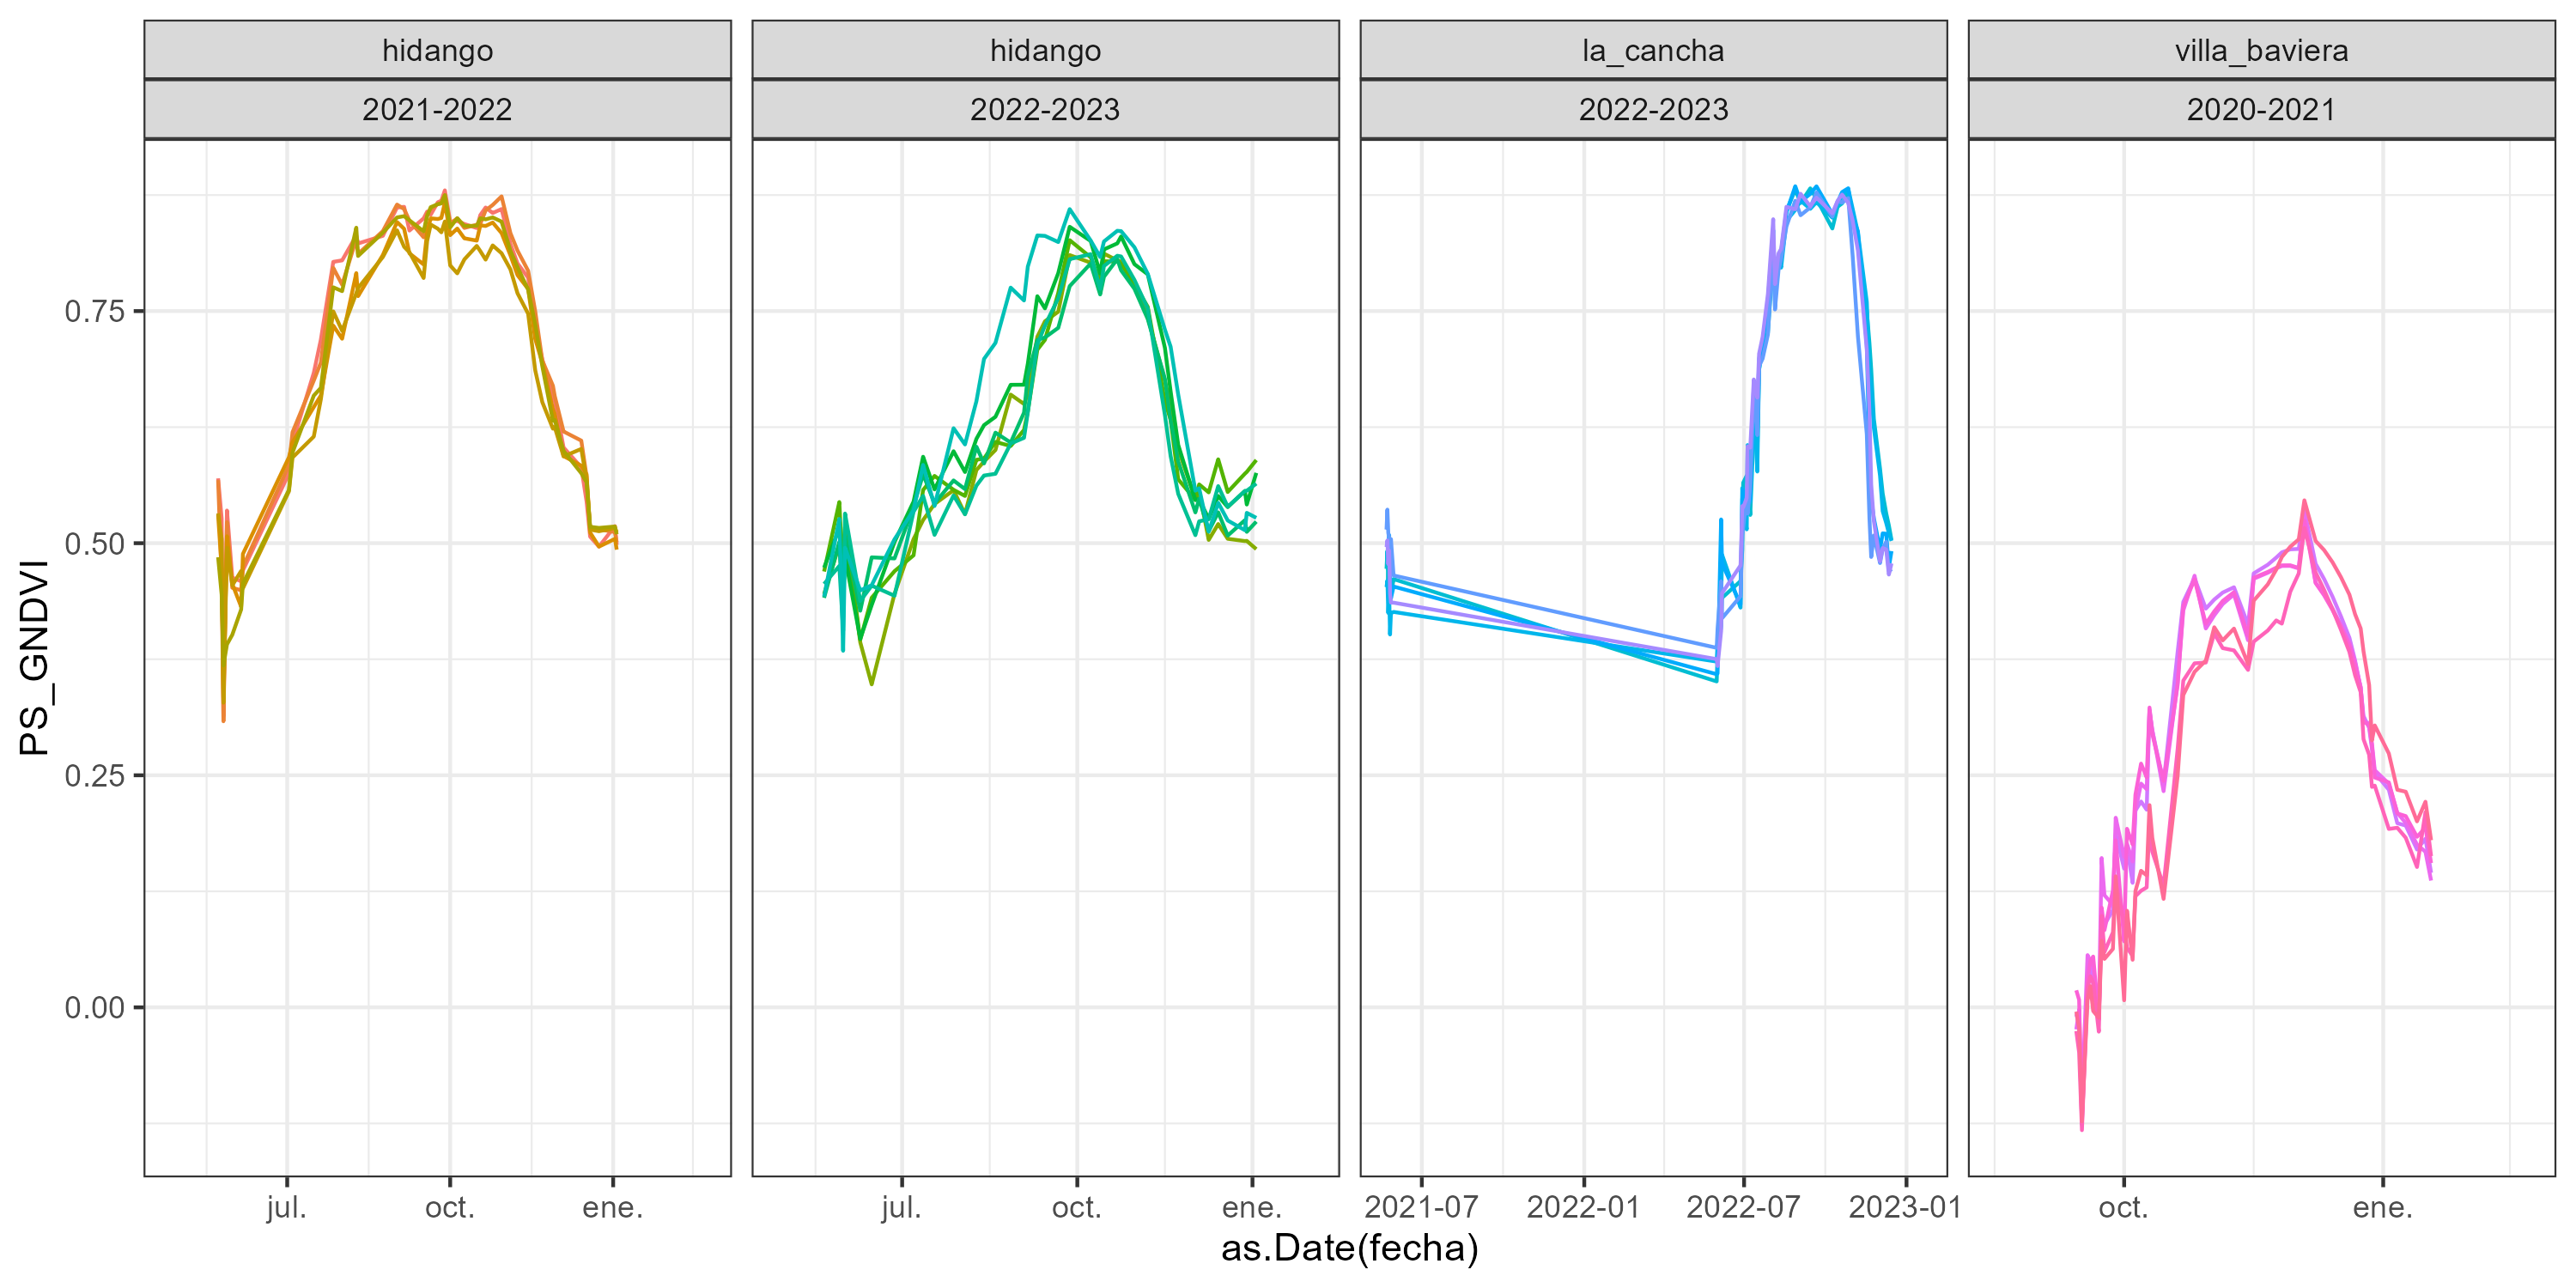 hidango
hidango
la_cancha
villa_baviera
2021-2022
2022-2023
2022-2023
2020-2021
PS_GNDVI
0.75
0.50
0.25
0.00
jul.
oct.
ene.
jul.
oct.
ene.
2021-07
2022-01
2022-07
2023-01
oct.
ene.
as.Date(fecha)